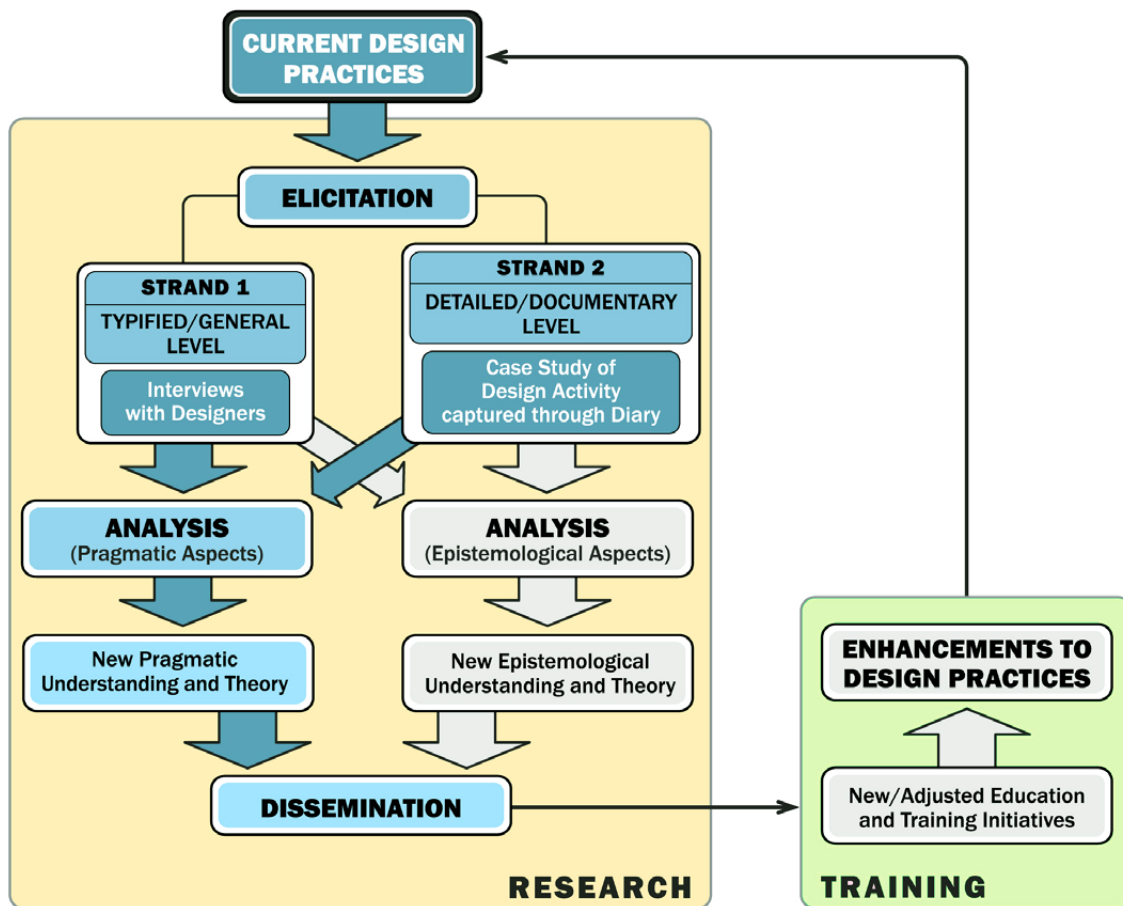 CURRENT DESIGN
PRACTICES
ELICITATION
STRAND 1
TYPIFIED/GENERAL
LEVEL
Interviews
with Designers
STRAND 2
DETAILED/DOCUMENTARY
LEVEL
Case Study of
Design Activity
captured through Diary
ANALYSIS
(Pragmatic Aspects)
ANALYSIS
(Epistemological Aspects)
New Pragmatic
Understanding and Theory
New Epistemological
Understanding and Theory
DISSEMINATION
RESEARCH
ENHANCEMENTS TO
DESIGN PRACTICES
New/Adjusted Education
and Training Initiatives
TRAINING